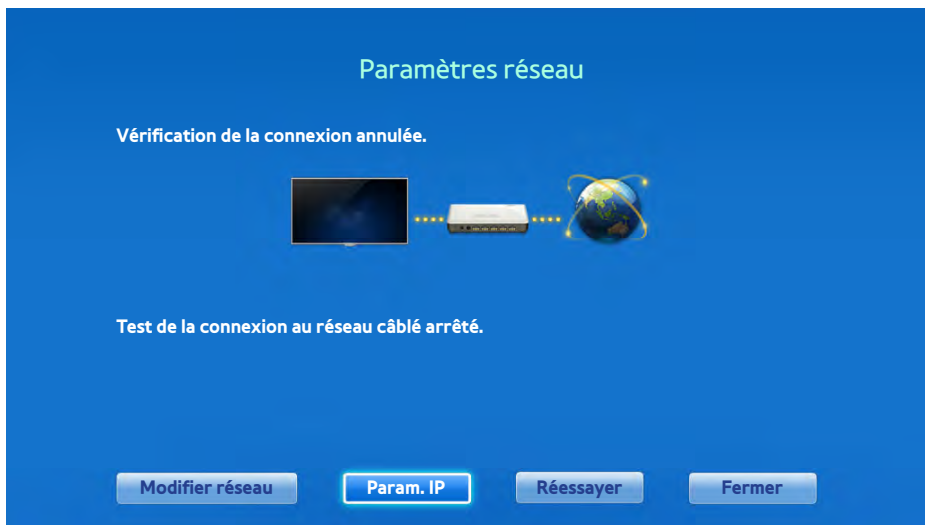 Paramètres réseau
Vérification de la connexion annulée.
Test de la connexion au réseau câblé arrêté.
Modifier réseau
Param. IP
Réessayer
Fermer